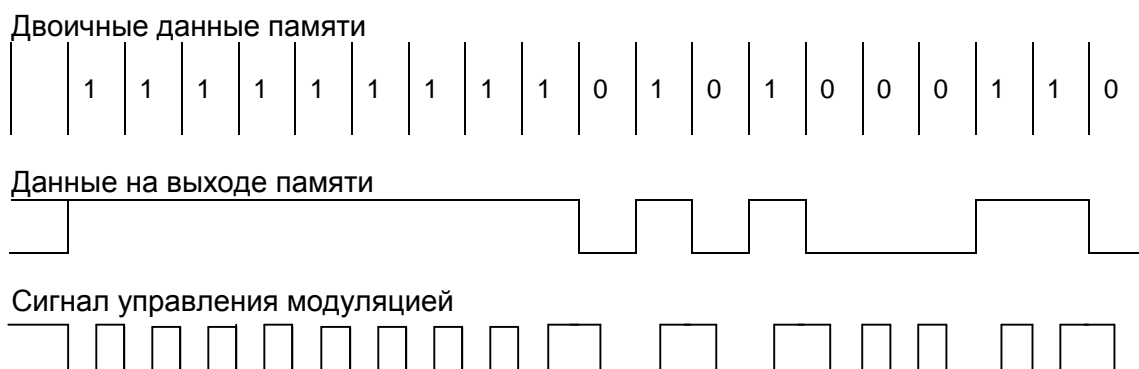 Двоичные данные памяти
1 1 1 1 1 1 1 1 1 0 1 0 1 0 0 0 1 1 0
Данные на выходе памяти
Сигнал управления модуляцией